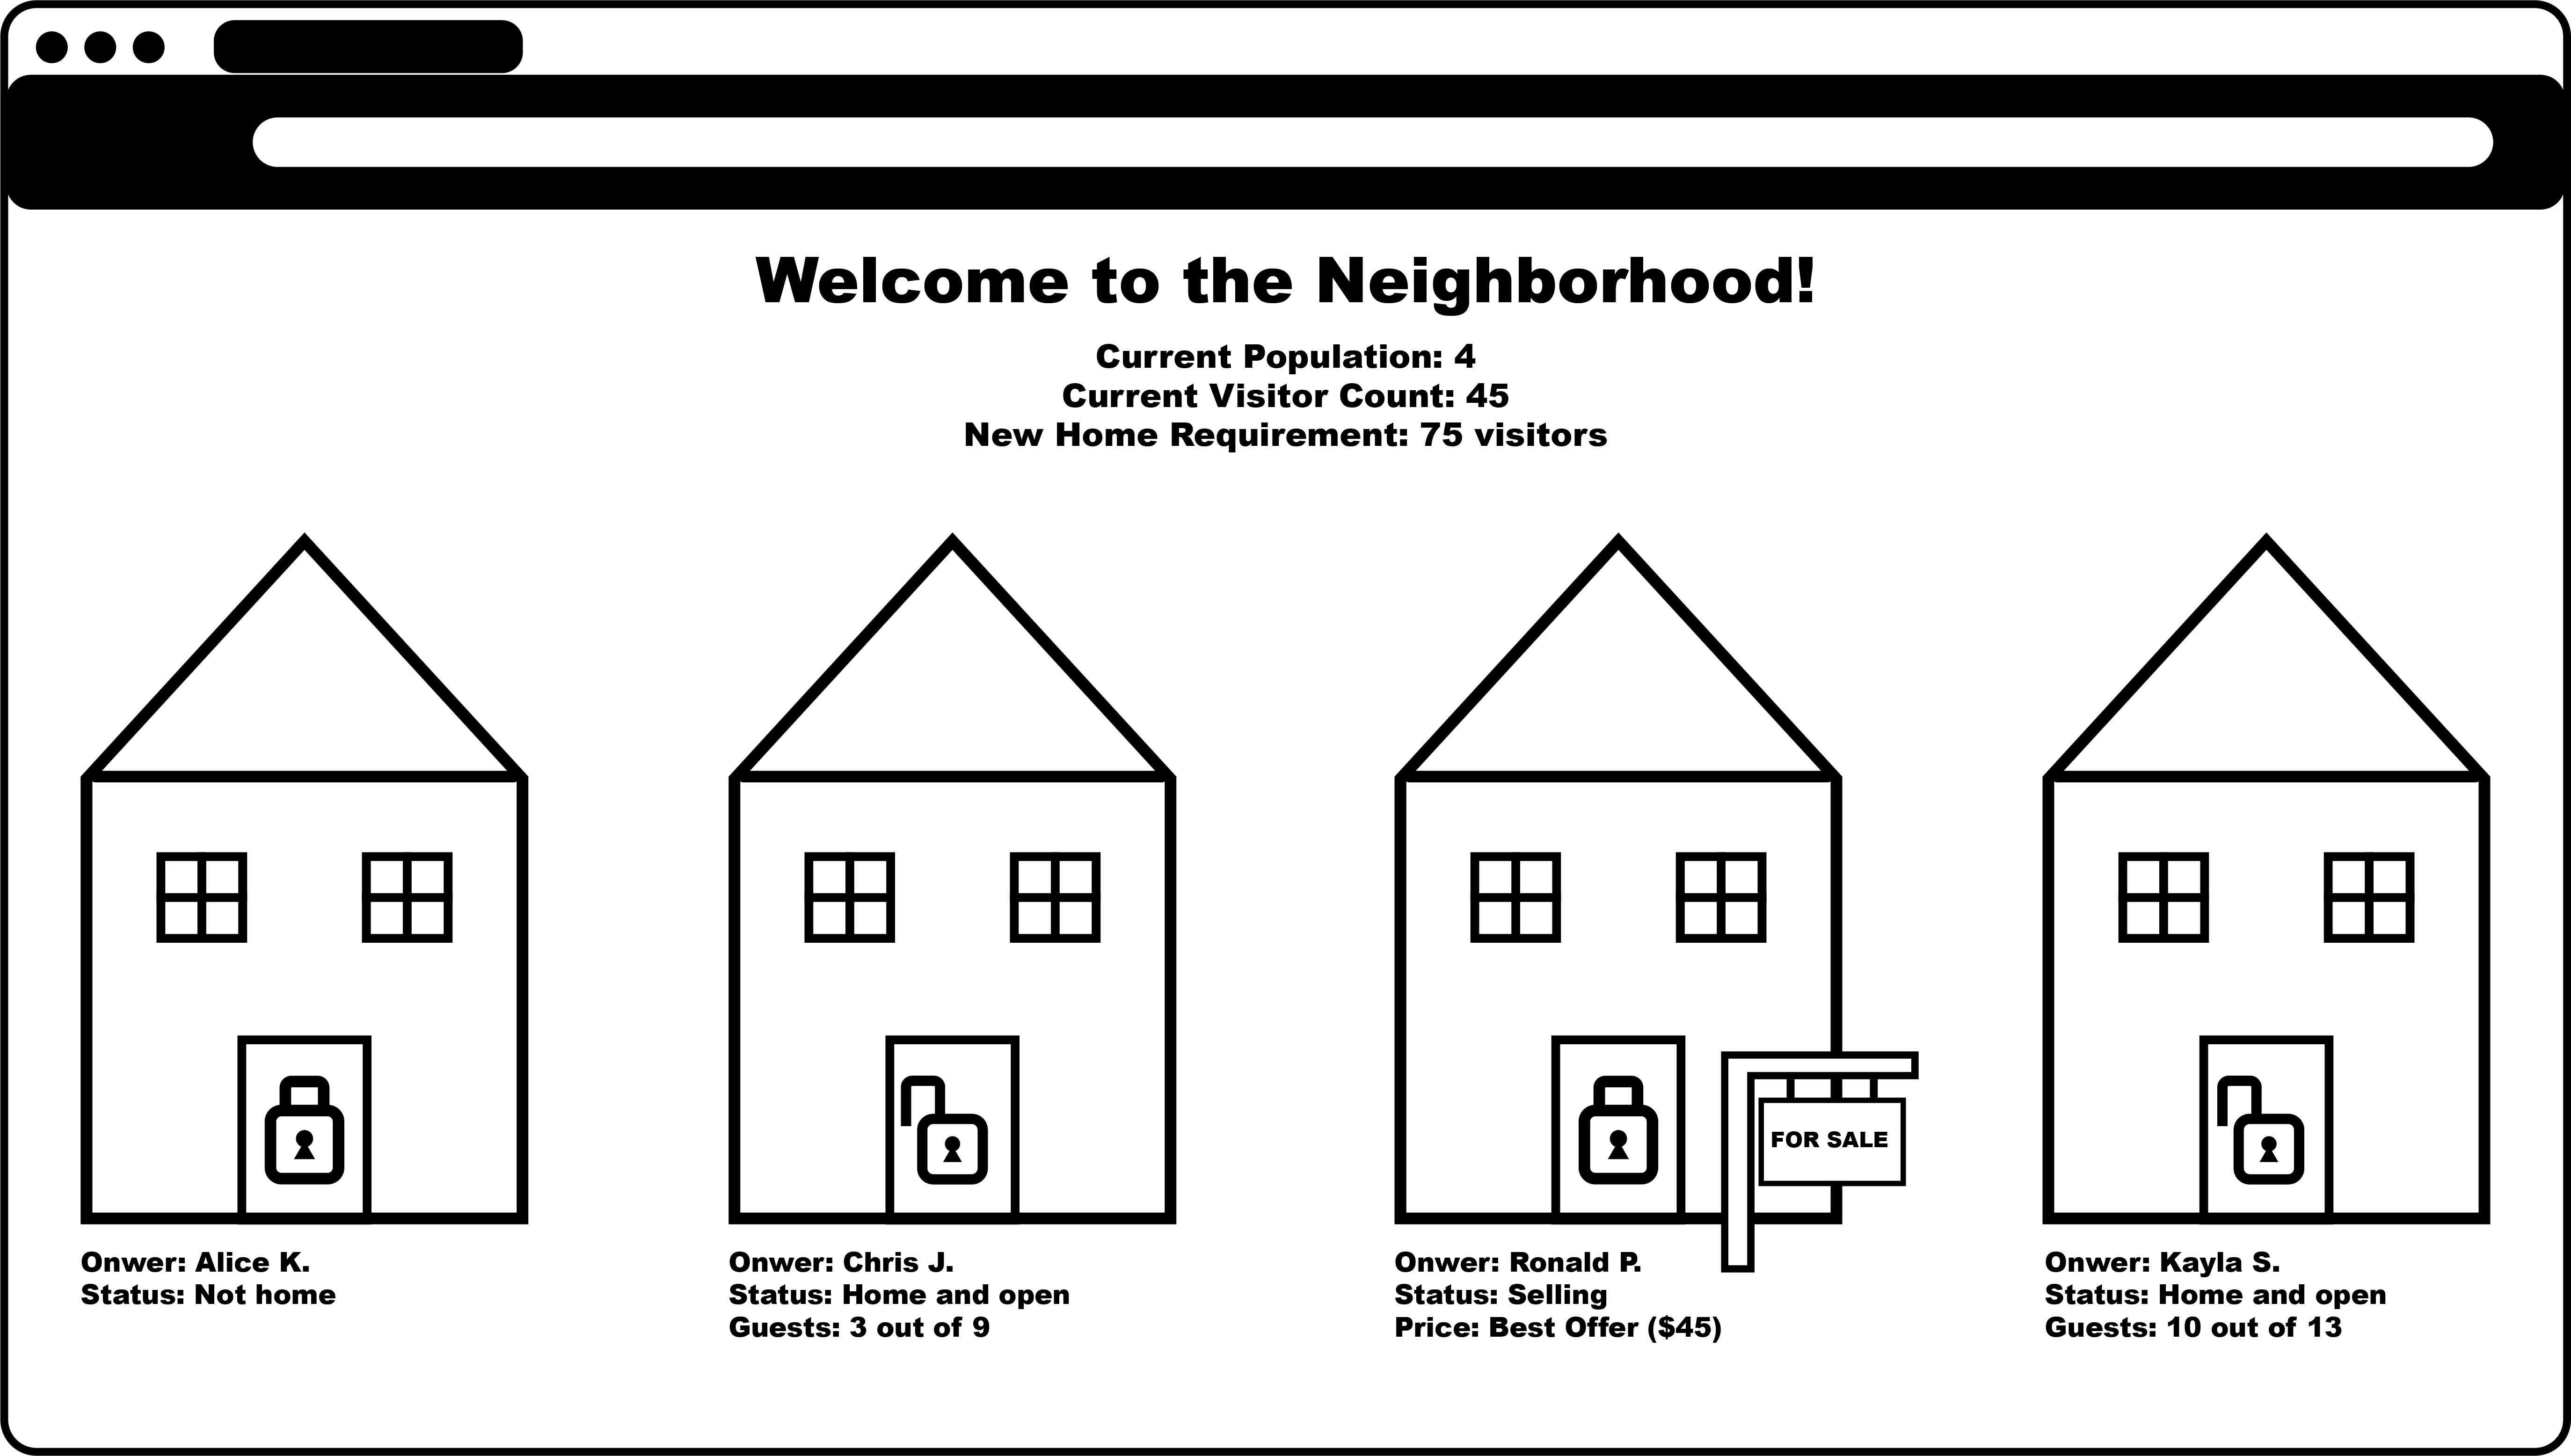 Welcome to the Neighborhood!
Current Population: 4
Current Visitor Count: 45
New Home Requirement: 75 visitors
FOR SALE
Onwer: Alice K.
Status: Not home
Onwer: Chris J.
Status: Home and open
Guests: 3 out of 9
Onwer: Ronald P.
Status: Selling
Price: Best Offer ($45)
Onwer: Kayla S.
Status: Home and open
Guests: 10 out of 13